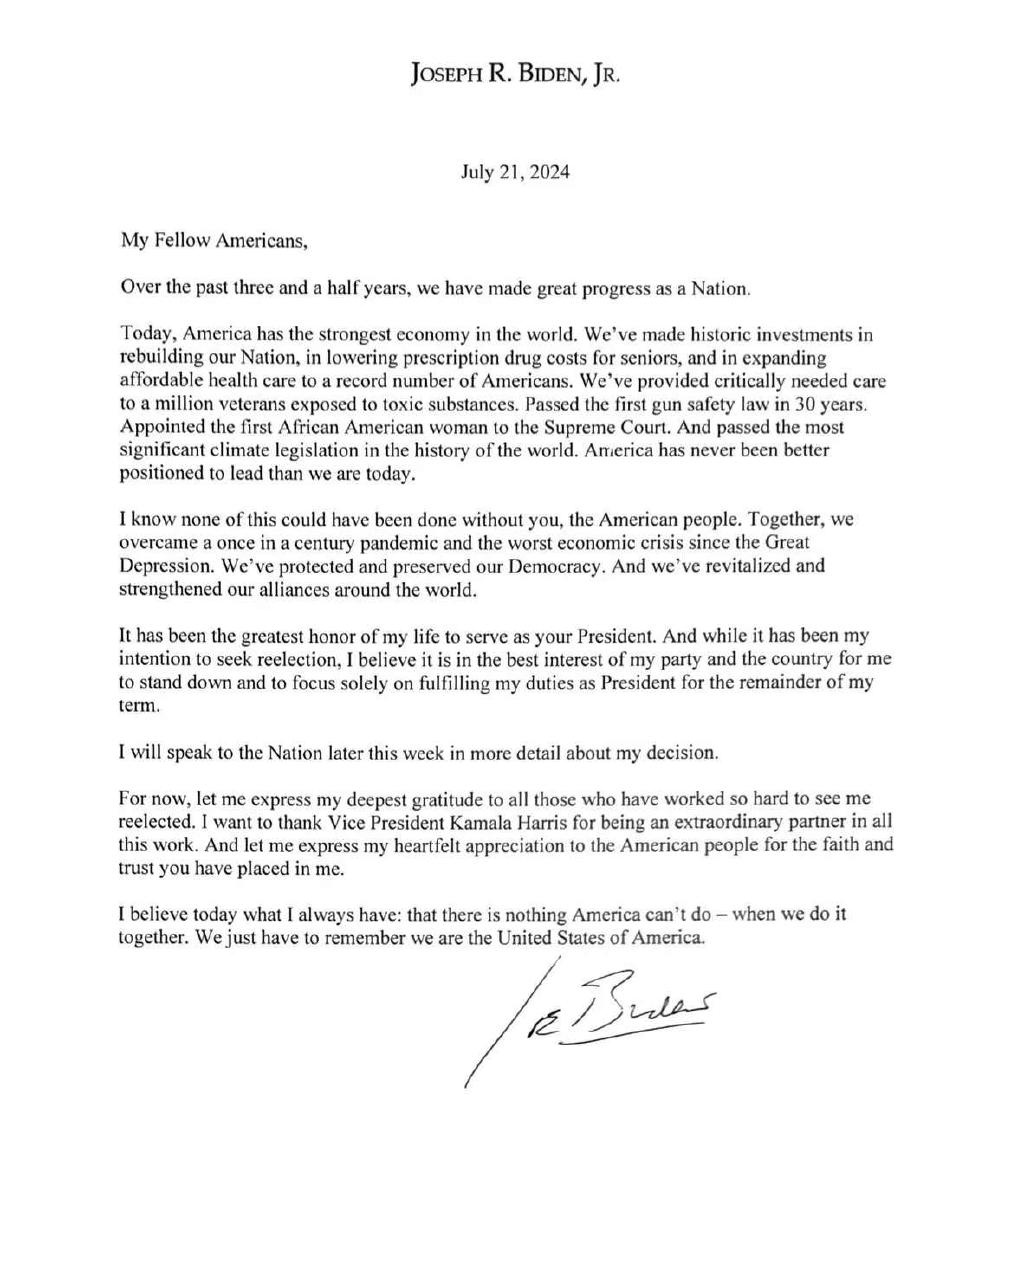 JOSEPH R. BIDEN, JR.
July 21, 2024
My Fellow Americans,
Over the past three and a half years, we have made great progress as a Nation.
Today, America has the strongest economy in the world. We've made historic investments in
rebuilding our Nation, in lowering prescription drug costs for seniors, and in expanding
affordable health care to a record number of Americans. We've provided critically needed care
to a million veterans exposed to toxic substances. Passed the first gun safety law in 30 years.
Appointed the first African American woman to the Supreme Court. And passed the most
significant climate legislation in the history of the world. America has never been better
positioned to lead than we are today.
I know none of this could have been done without you, the American people. Together, we
overcame a once in a century pandemic and the worst economic crisis since the Great
Depression. We've protected and preserved our Democracy. And we've revitalized and
strengthened our alliances around the world.
It has been the greatest honor of my life to serve as your President. And while it has been my
intention to seek reelection, I believe it is in the best interest of my party and the country for me
to stand down and to focus solely on fulfilling my duties as President for the remainder of my
term.
I will speak to the Nation later this week in more detail about my decision.
For now, let me express my deepest gratitude to all those who have worked so hard to see me
reelected. I want to thank Vice President Kamala Harris for being an extraordinary partner in all
this work. And let me express my heartfelt appreciation to the American people for the faith and
trust you have placed in me.
I believe today what I always have: that there is nothing America can't do – when we do it
together. We just have to remember we are the United States of America.
Joe Biden